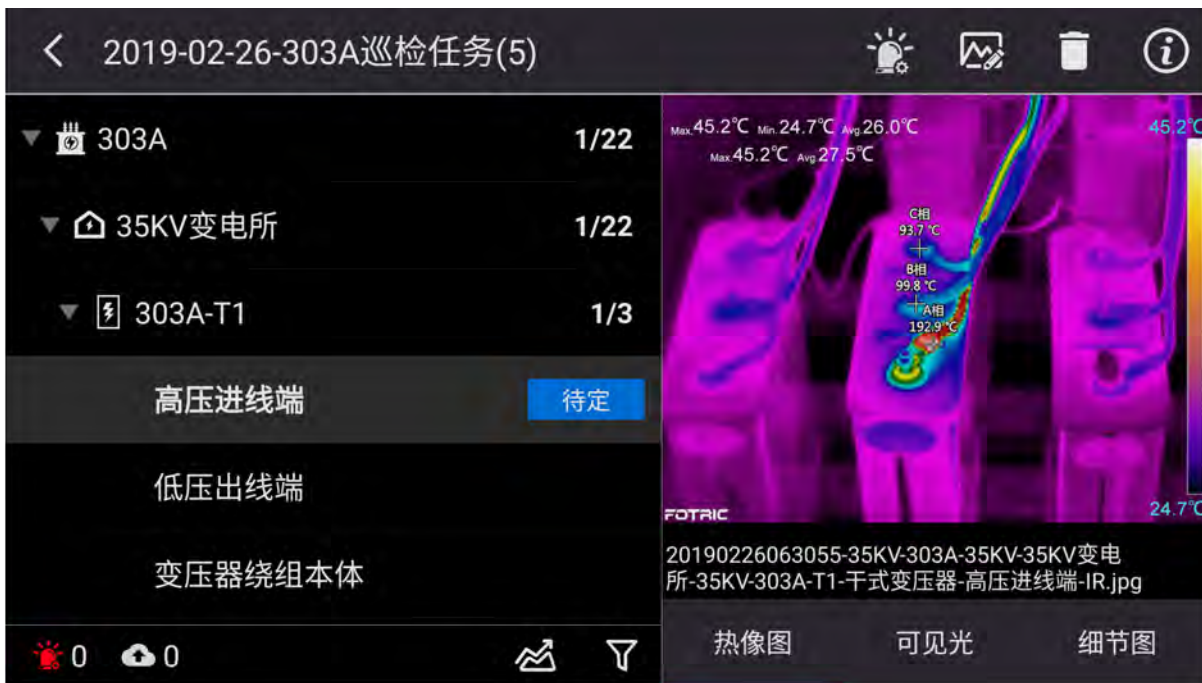 2019-02-26-303A巡检任务(5)
303A 1/22
35KV变电所 1/22
303A-T1 1/3
高压进线端 待定
低压出线端
变压器绕组本体
0 0
Max.45.2℃ Min.24.7℃ Avg.26.0℃ 45.2℃
Max.45.2℃ Avg.27.5℃
C相
93.7 ℃
B相
99.8 ℃
A相
192.9 ℃
FOTRIC 24.7℃
20190226063055-35KV-303A-35KV-35KV变电
所-35KV-303A-T1-干式变压器-高压进线端-IR.jpg
热像图 可见光 细节图